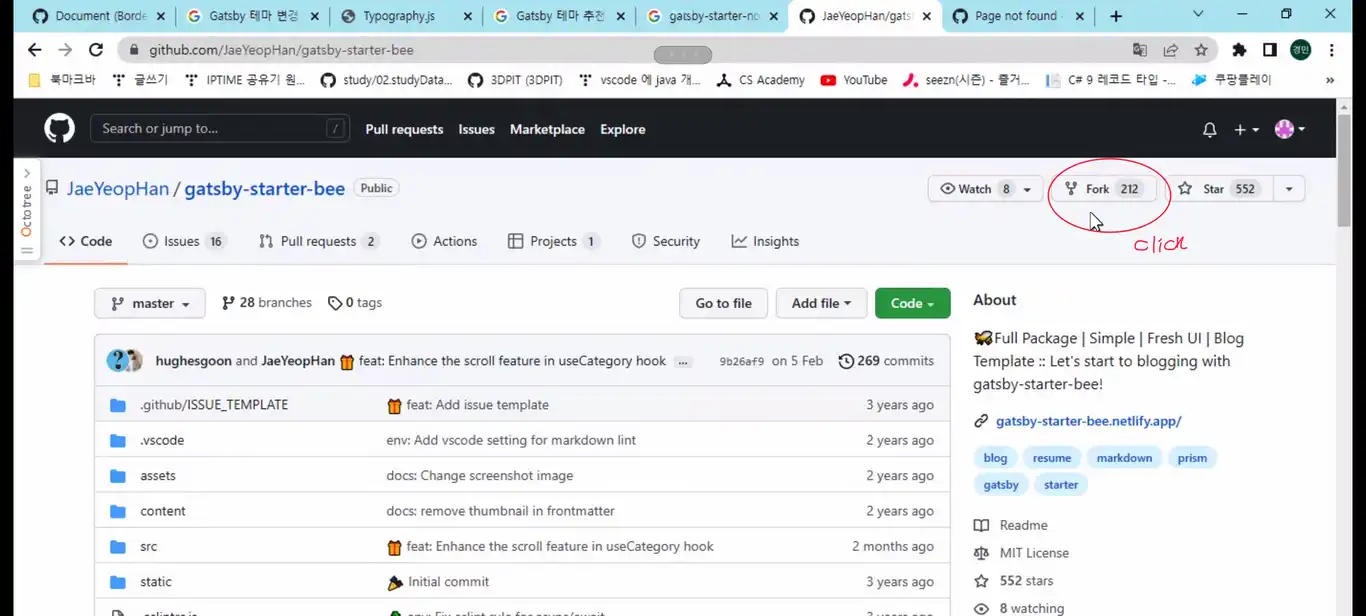 Document (Borde
Gatsby 테마 변경
Typography.js
Gatsby 테마 추천
gatsby-starter-no
JaeYeopHan/gats
Page not found
github.com/JaeYeopHan/gatsby-starter-bee
경민
북마크바
글쓰기
IPTIME 공유기 원...
study/02.studyData...
3DPIT (3DPIT)
vscode 에 java 개...
CS Academy
YouTube
seezn(시즌) - 즐거...
C# 9 레코드 타입 -...
쿠팡플레이
»
Search or jump to...
/
Pull requests
Issues
Marketplace
Explore
Octotree
JaeYeopHan / gatsby-starter-bee
Public
Watch 8
Fork 212
Star 552
click
Code
Issues 16
Pull requests 2
Actions
Projects 1
Security
Insights
master
28 branches
0 tags
Go to file
Add file
Code
hughesgoon and JaeYeopHan feat: Enhance the scroll feature in useCategory hook ... 9b26af9 on 5 Feb 269 commits
.github/ISSUE_TEMPLATE feat: Add issue template 3 years ago
.vscode env: Add vscode setting for markdown lint 2 years ago
assets docs: Change screenshot image 2 years ago
content docs: remove thumbnail in frontmatter 2 years ago
src feat: Enhance the scroll feature in useCategory hook 2 months ago
static Initial commit 3 years ago
About
Full Package | Simple | Fresh UI | Blog
Template :: Let's start to blogging with
gatsby-starter-bee!
gatsby-starter-bee.netlify.app/
blog resume markdown prism
gatsby starter
Readme
MIT License
552 stars
8 watching